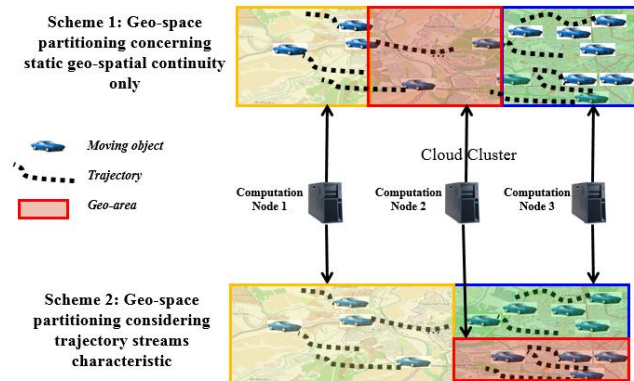 Scheme 1: Geo-space
partitioning concerning
static geo-spatial continuity
only
Moving object
Trajectory
Geo-area
Cloud Cluster
Computation
Node 1
Computation
Node 2
Computation
Node 3
Scheme 2: Geo-space
partitioning considering
trajectory streams
characteristic